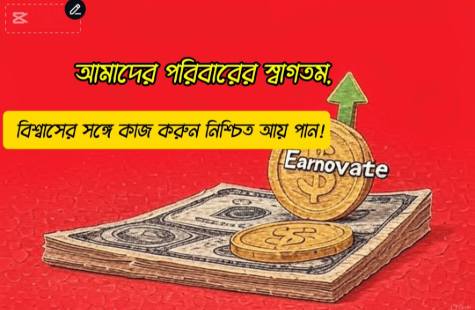 আমাদের পরিবারের স্বাগতম.
বিশ্বাসের সঙ্গে কাজ করুন নিশ্চিত আয় পান!
Earnovate